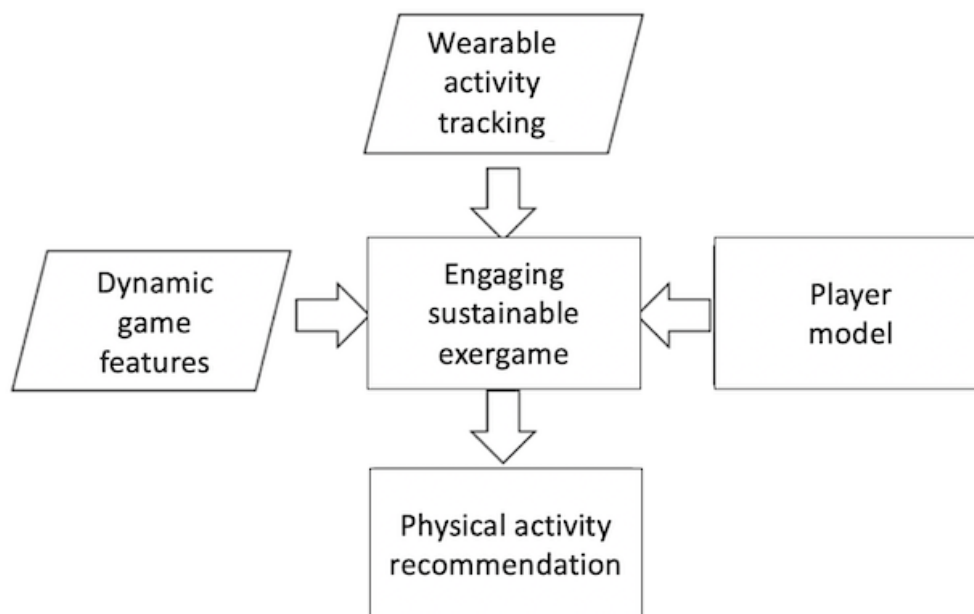 Wearable
activity
tracking
Dynamic
game
features
Engaging
sustainable
exergame
Player
model
Physical activity
recommendation